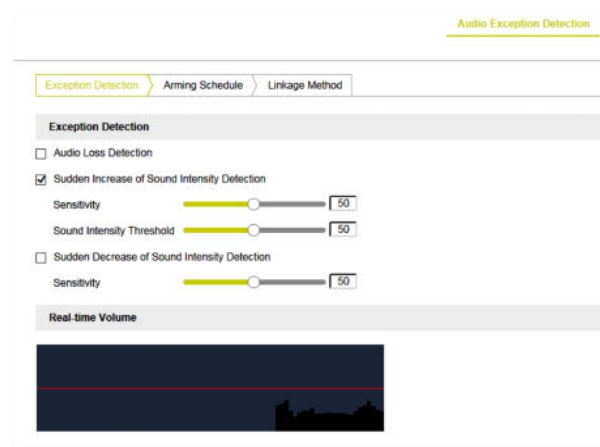 Audio Exception Detection
Exception Detection Arming Schedule Linkage Method
Exception Detection
Audio Loss Detection
Sudden Increase of Sound Intensity Detection
Sensitivity 50
Sound Intensity Threshold 50
Sudden Decrease of Sound Intensity Detection
Sensitivity 50
Real-time Volume